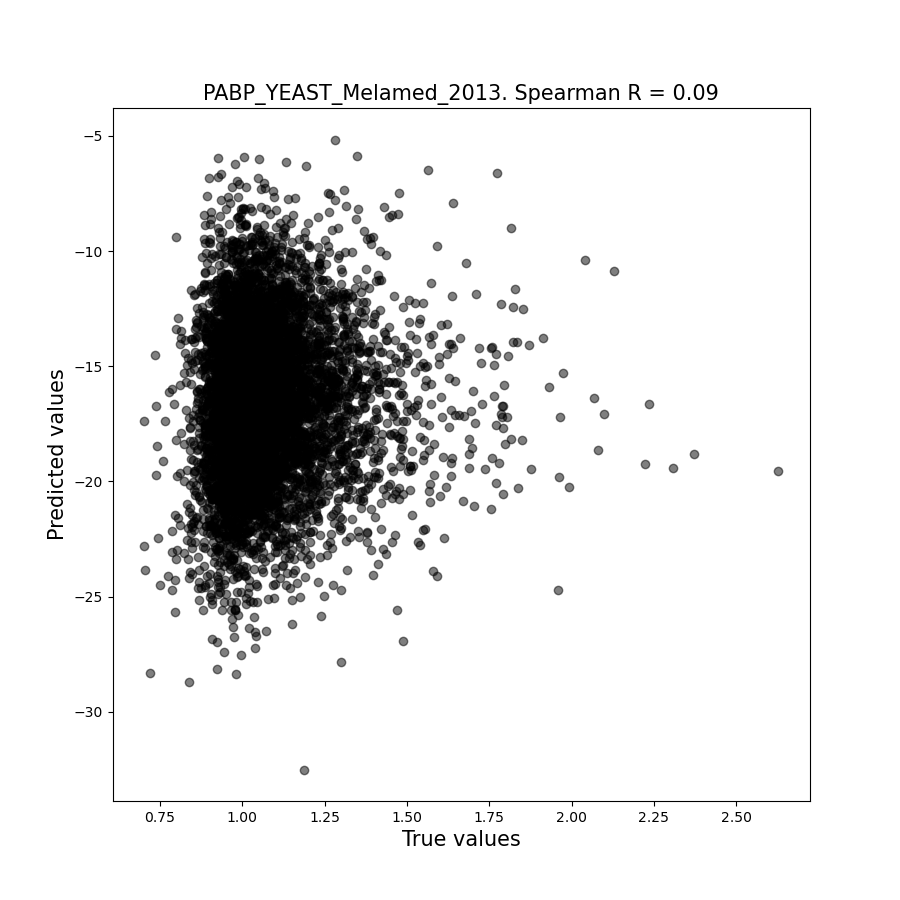 PABP_YEAST_Melamed_2013. Spearman R = 0.09
Predicted values
−5
−10
−15
−20
−25
−30
0.75 1.00 1.25 1.50 1.75 2.00 2.25 2.50
True values